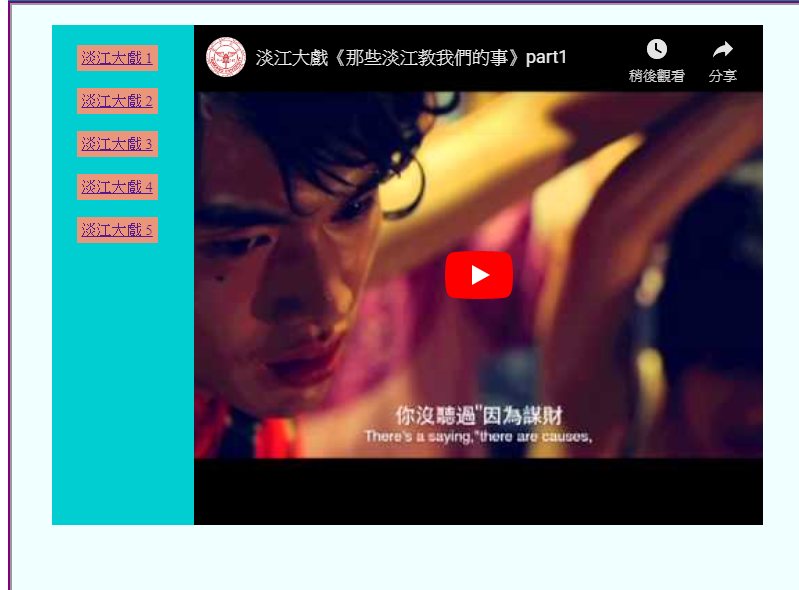 淡江大戲 1
淡江大戲 2
淡江大戲 3
淡江大戲 4
淡江大戲 5
淡江大戲《那些淡江教我們的事》part1
稍後觀看
分享
你沒聽過"因為謀財
There's a saying,"there are causes,